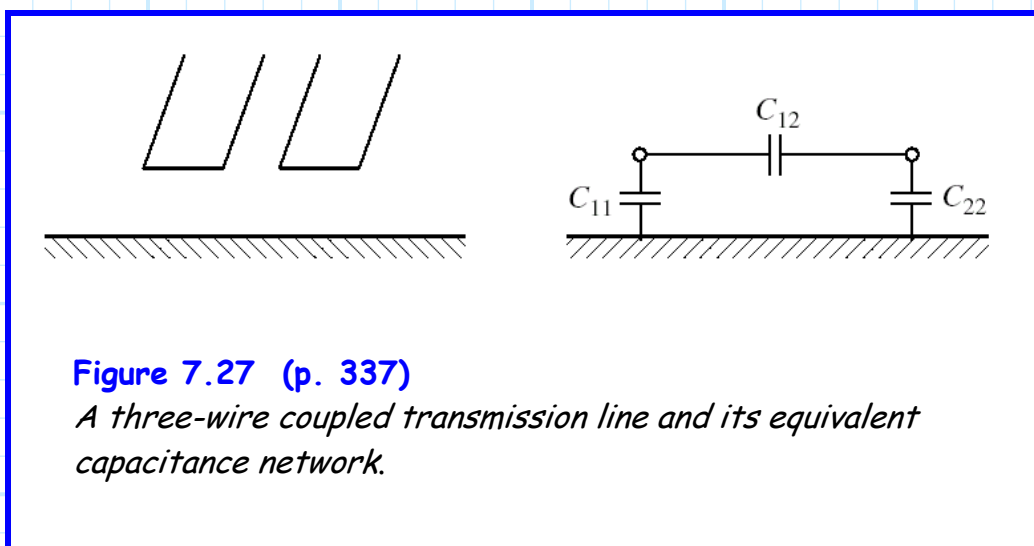 C12
C11
C22
Figure 7.27 (p. 337)
A three-wire coupled transmission line and its equivalent
capacitance network.